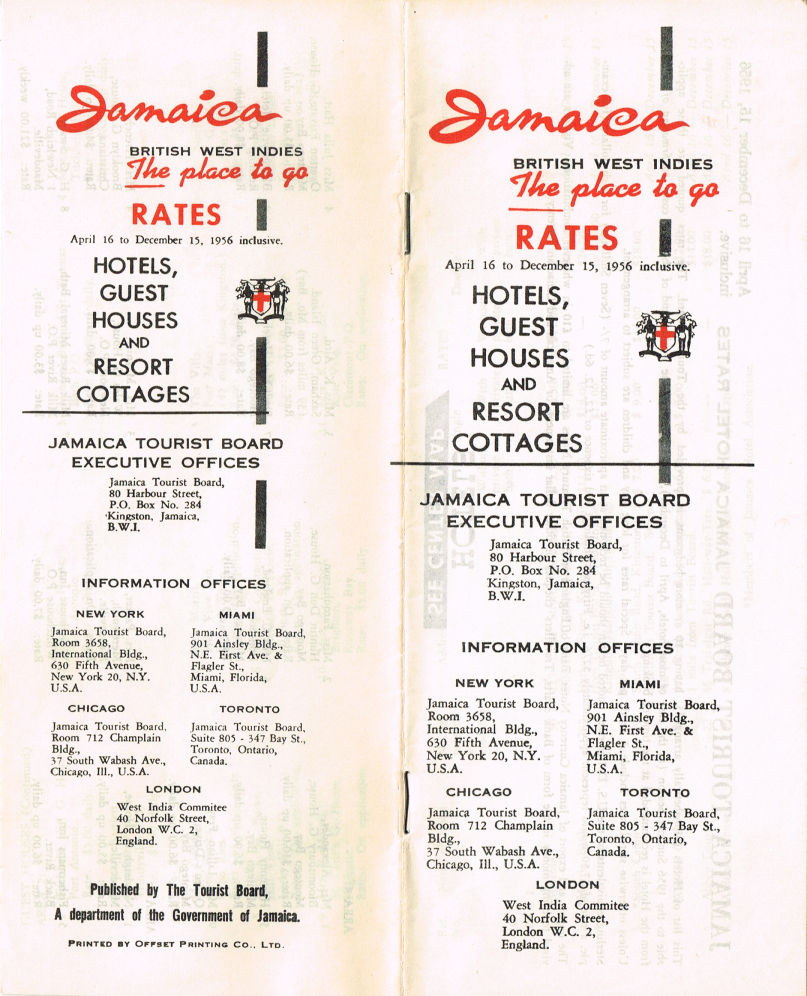 Jamaica
BRITISH WEST INDIES
The place to go
RATES
April 16 to December 15, 1956 inclusive.
HOTELS,
GUEST
HOUSES
AND
RESORT
COTTAGES
JAMAICA TOURIST BOARD
EXECUTIVE OFFICES
Jamaica Tourist Board,
80 Harbour Street,
P.O. Box No. 284
Kingston, Jamaica,
B.W.I.
INFORMATION OFFICES
NEW YORK
Jamaica Tourist Board,
Room 3658,
International Bldg.,
630 Fifth Avenue,
New York 20, N.Y.
U.S.A.
MIAMI
Jamaica Tourist Board,
901 Ainsley Bldg.,
N.E. First Ave. &
Flagler St.,
Miami, Florida,
U.S.A.
CHICAGO
Jamaica Tourist Board,
Room 712 Champlain
Bldg.,
37 South Wabash Ave.,
Chicago, Ill., U.S.A.
TORONTO
Jamaica Tourist Board,
Suite 805 - 347 Bay St.,
Toronto, Ontario,
Canada.
LONDON
West India Commitee
40 Norfolk Street,
London W.C. 2,
England.
Published by The Tourist Board,
A department of the Government of Jamaica.
PRINTED BY OFFSET PRINTING CO., LTD.
Jamaica
BRITISH WEST INDIES
The place to go
RATES
April 16 to December 15, 1956 inclusive.
HOTELS,
GUEST
HOUSES
AND
RESORT
COTTAGES
JAMAICA TOURIST BOARD
EXECUTIVE OFFICES
Jamaica Tourist Board,
80 Harbour Street,
P.O. Box No. 284
Kingston, Jamaica,
B.W.I.
INFORMATION OFFICES
NEW YORK
Jamaica Tourist Board,
Room 3658,
International Bldg.,
630 Fifth Avenue,
New York 20, N.Y.
U.S.A.
MIAMI
Jamaica Tourist Board,
901 Ainsley Bldg.,
N.E. First Ave. &
Flagler St.,
Miami, Florida,
U.S.A.
CHICAGO
Jamaica Tourist Board,
Room 712 Champlain
Bldg.,
37 South Wabash Ave.,
Chicago, Ill., U.S.A.
TORONTO
Jamaica Tourist Board,
Suite 805 - 347 Bay St.,
Toronto, Ontario,
Canada.
LONDON
West India Commitee
40 Norfolk Street,
London W.C. 2,
England.